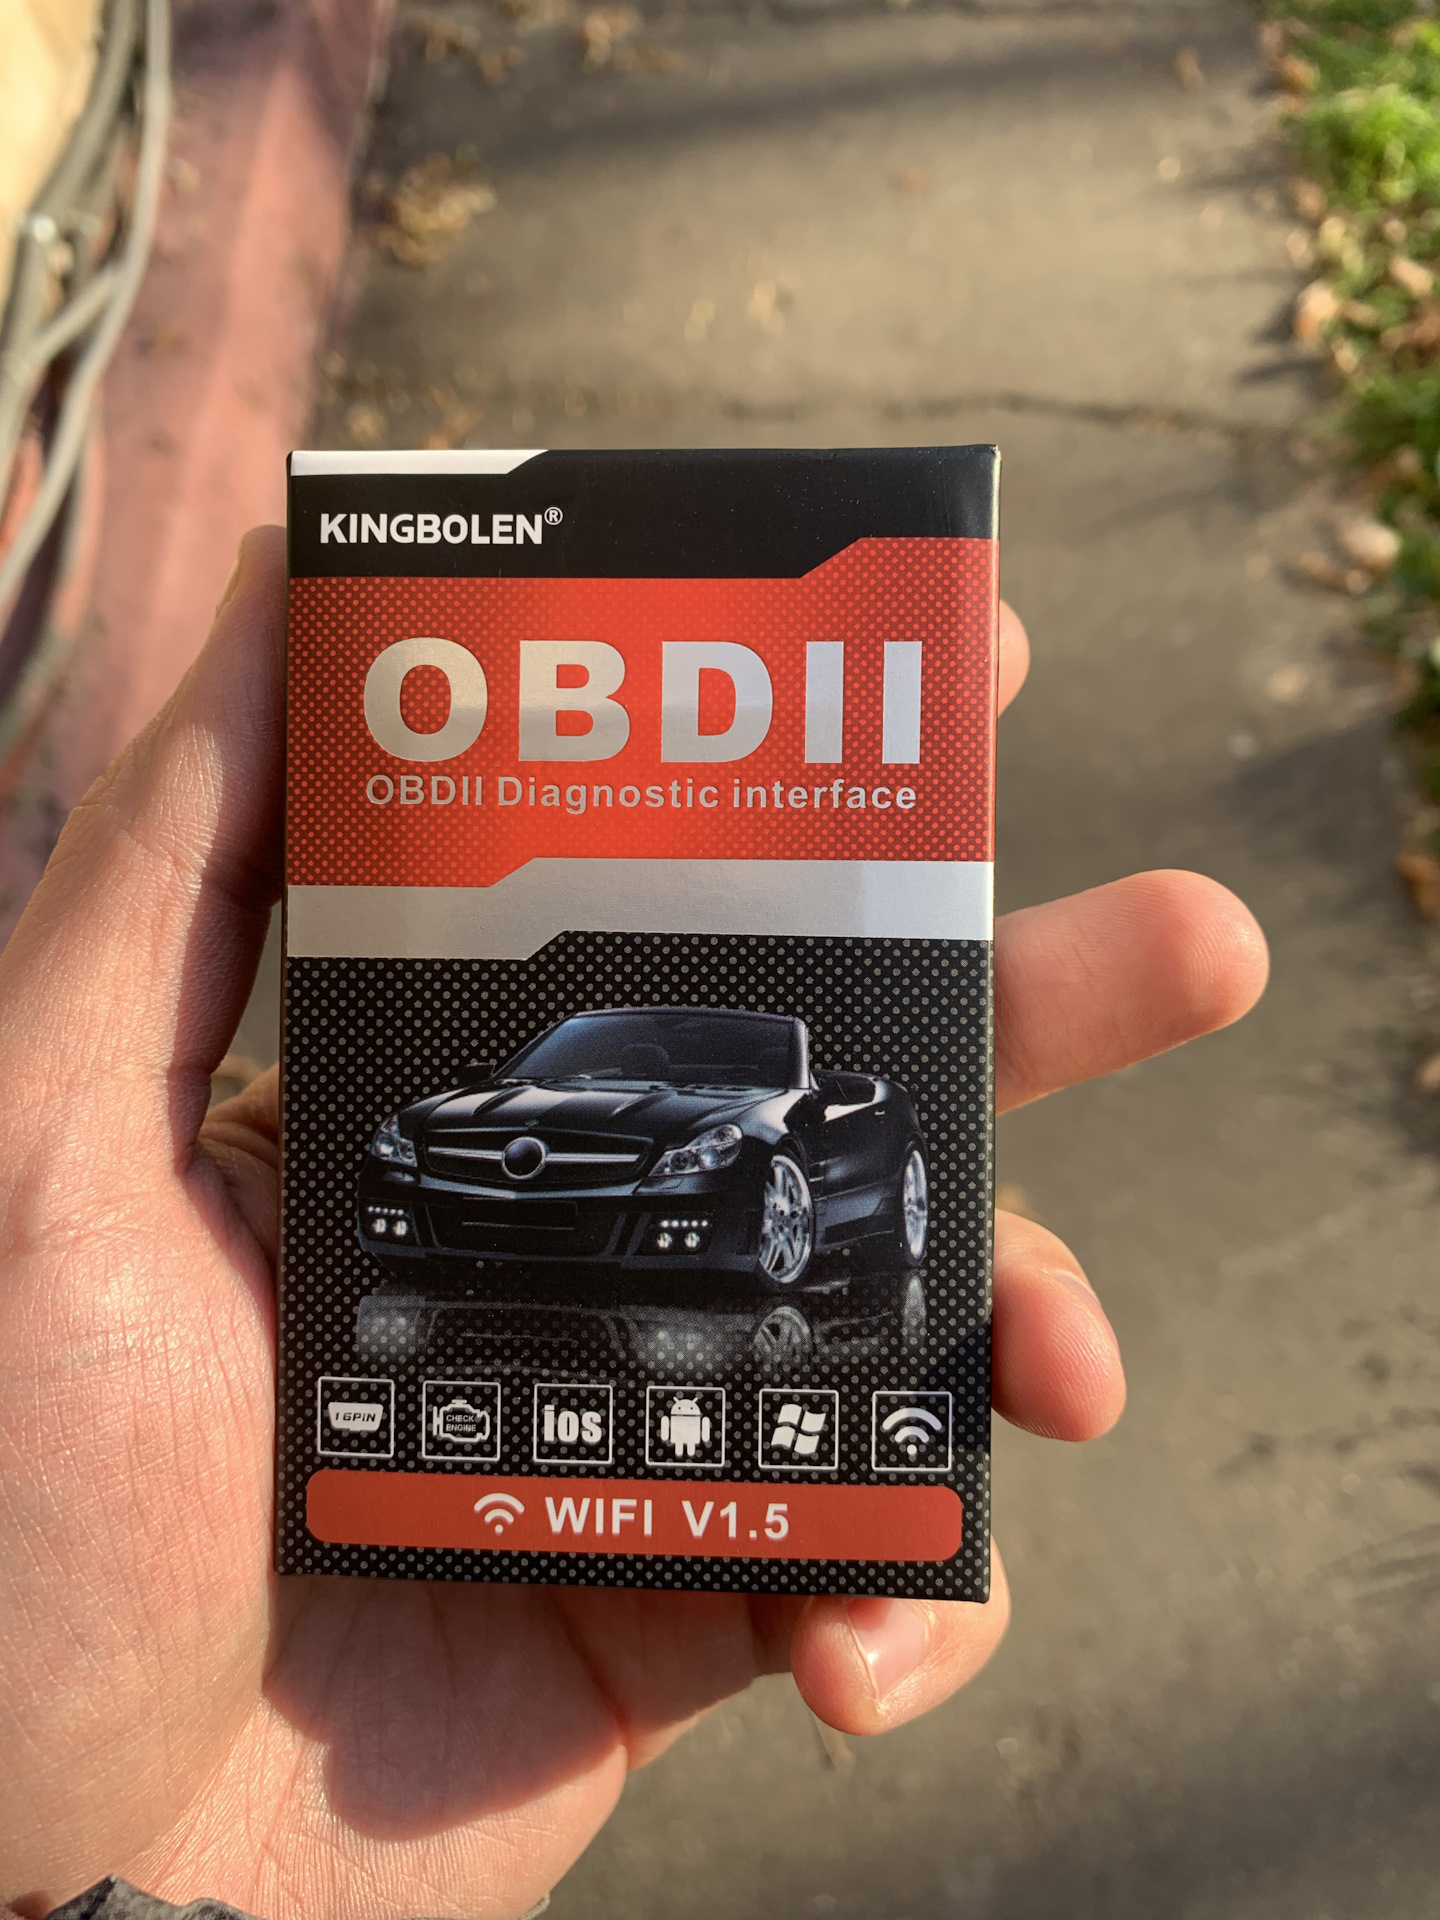 KINGBOLEN®
OBDII
OBDII Diagnostic interface
16PIN
CHECK
ENGINE
ios
WIFI V1.5